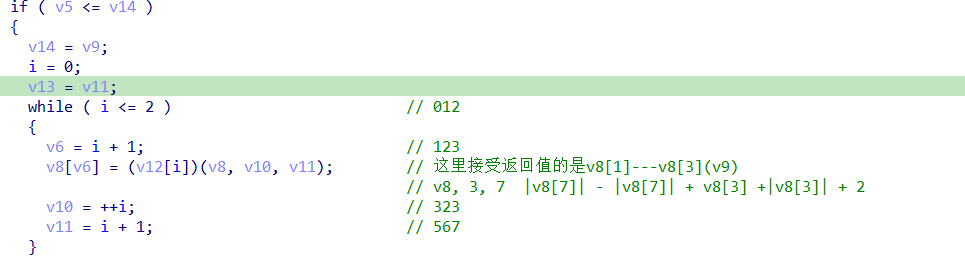 if ( v5 <= v14 )
{
v14 = v9;
i = 0;
v13 = v11;
while ( i <= 2 ) // 012
{
v6 = i + 1; // 123
v8[v6] = (v12[i])(v8, v10, v11); // 这里接受返回值的是v8[1]---v8[3](v9)
// v8, 3, 7 |v8[7]| - |v8[7]| + v8[3] +|v8[3]| + 2
v10 = ++i; // 323
v11 = i + 1; // 567
}